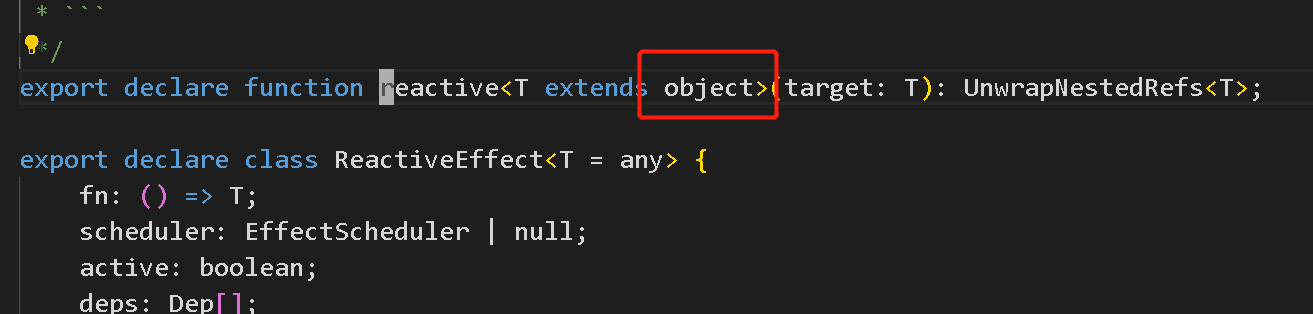 * ```
*/
export declare function reactive<T extends object>(target: T): UnwrapNestedRefs<T>;
export declare class ReactiveEffect<T = any> {
fn: () => T;
scheduler: EffectScheduler | null;
active: boolean;
deps: Dep[];